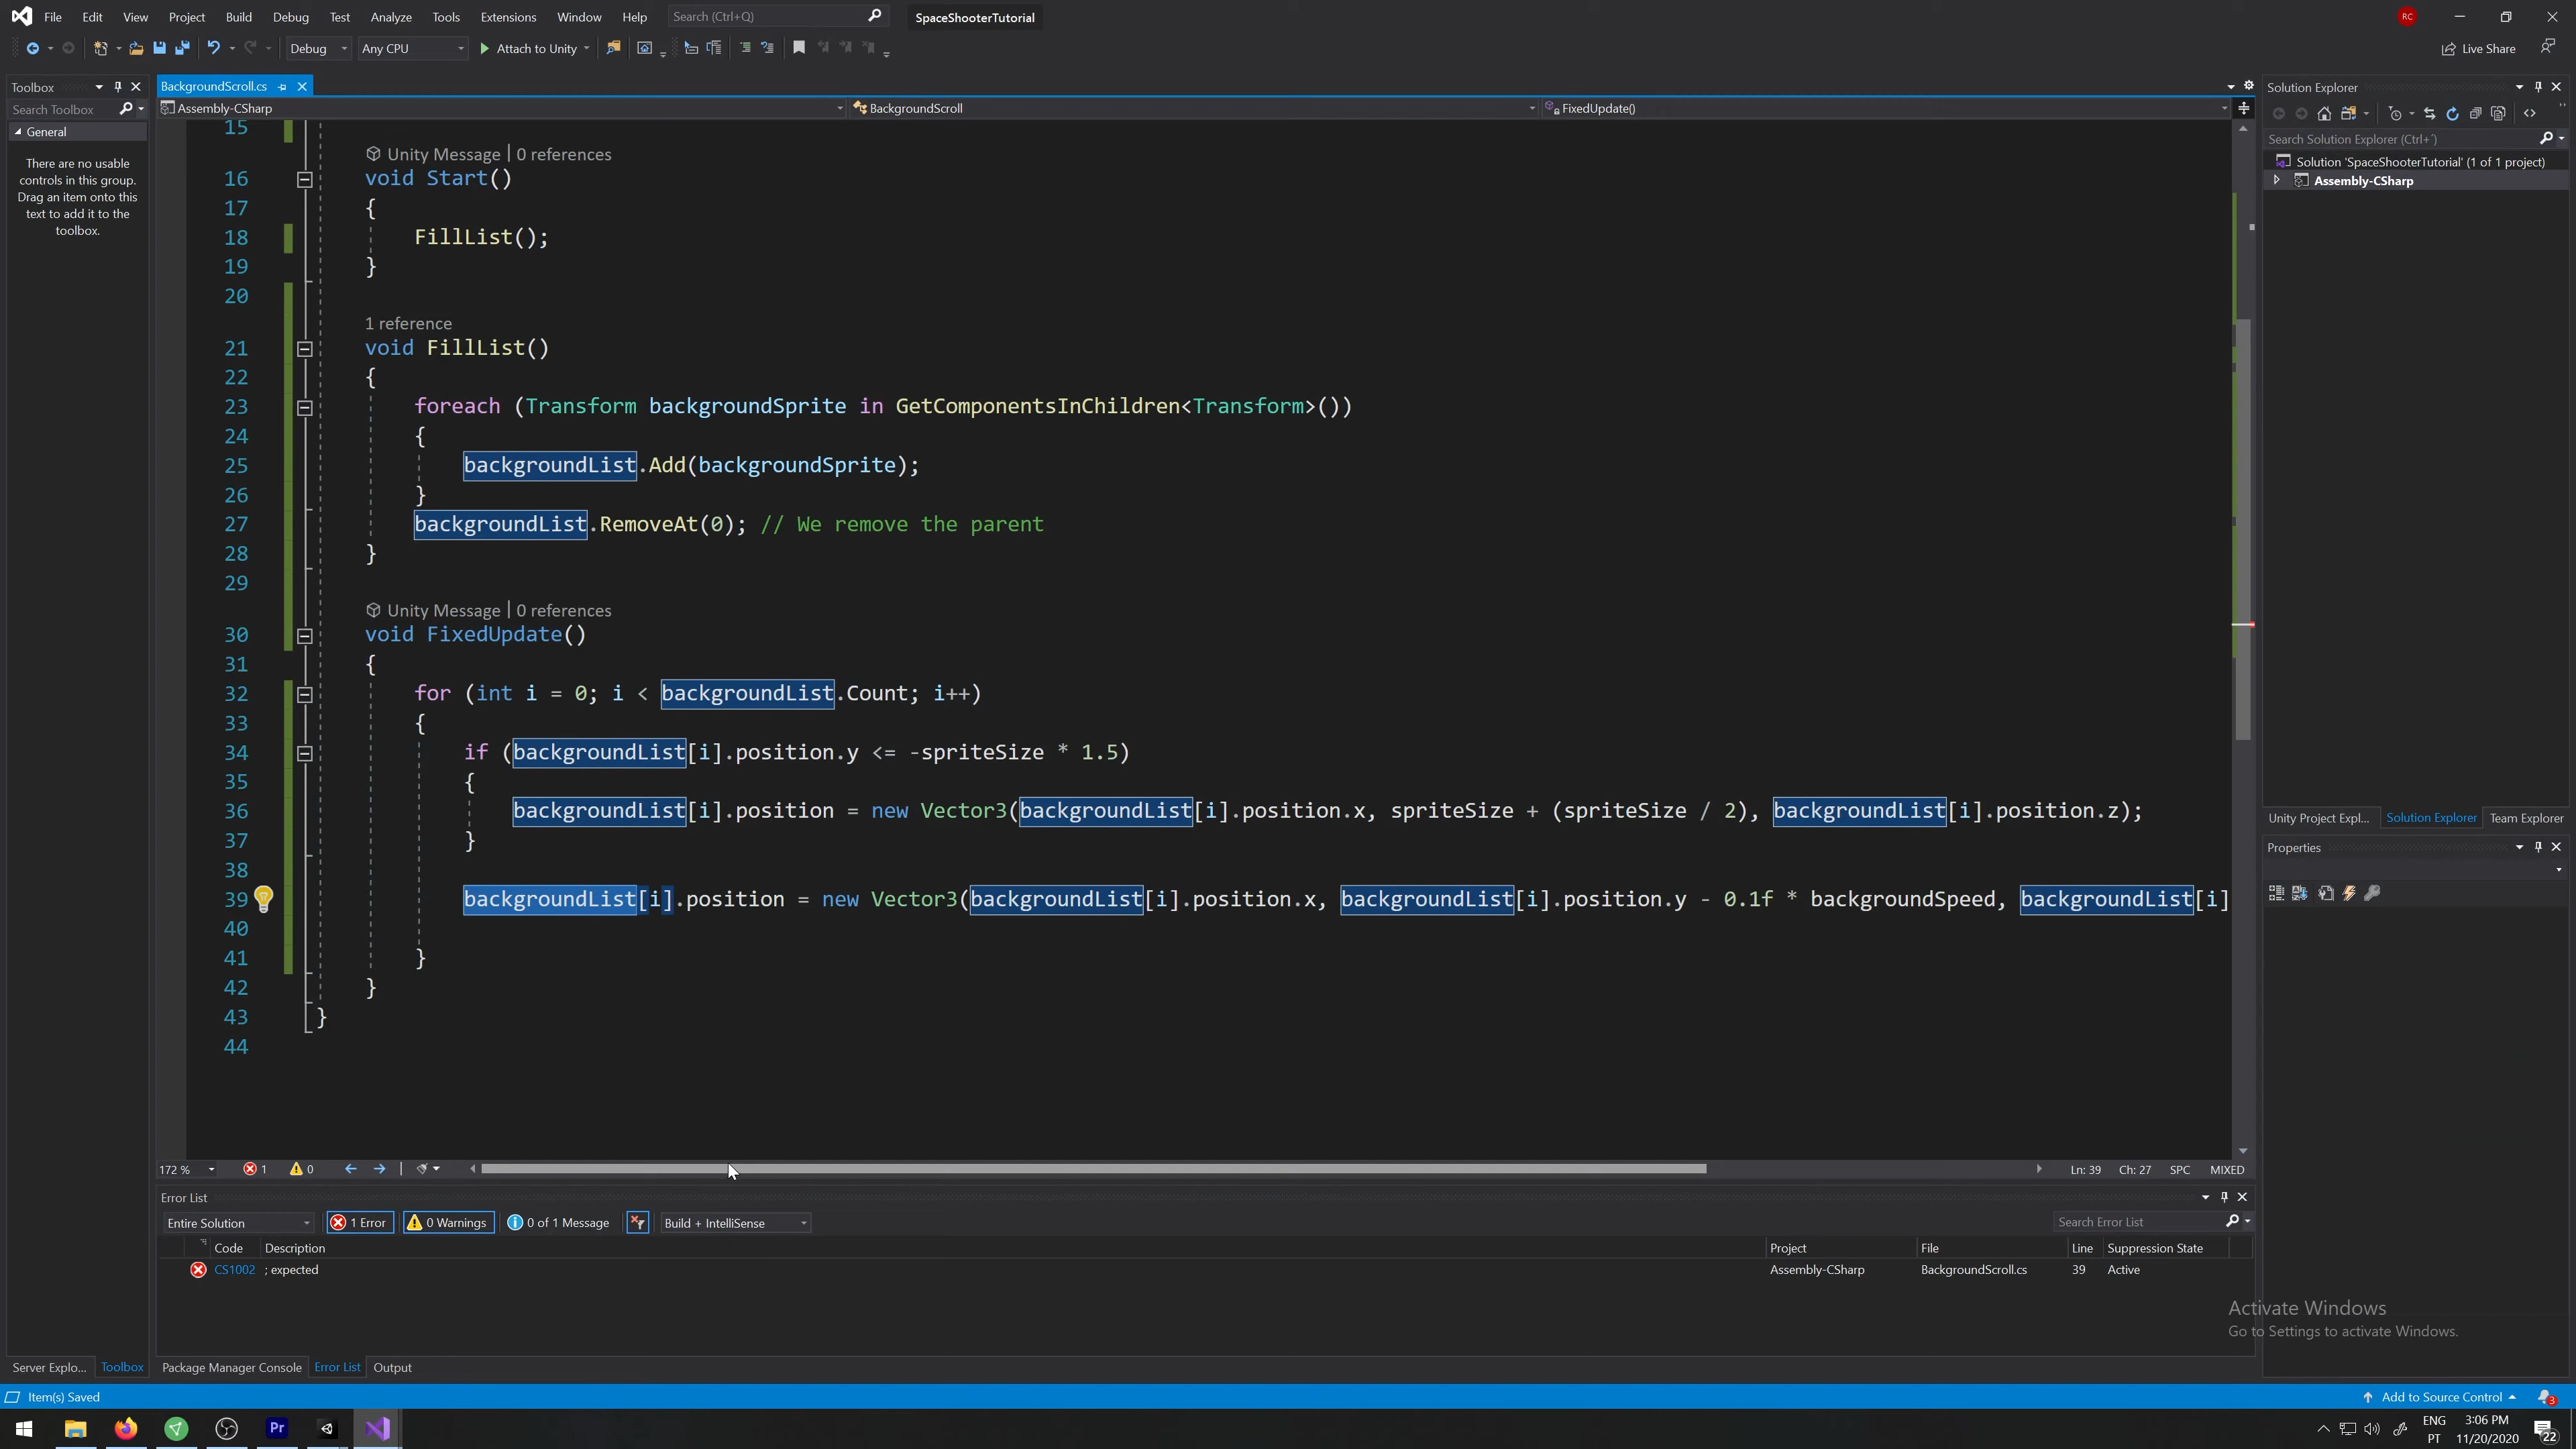 File Edit View Project Build Debug Test Analyze Tools Extensions Window Help Search (Ctrl+Q) SpaceShooterTutorial RC
Debug Any CPU Attach to Unity Live Share
Toolbox
Search Toolbox
General
There are no usable
controls in this group.
Drag an item onto this
text to add it to the
toolbox.
BackgroundScroll.cs
Assembly-CSharp BackgroundScroll FixedUpdate()
15
Unity Message | 0 references
16 void Start()
17 {
18 FillList();
19 }
20
1 reference
21 void FillList()
22 {
23 foreach (Transform backgroundSprite in GetComponentsInChildren<Transform>())
24 {
25 backgroundList.Add(backgroundSprite);
26 }
27 backgroundList.RemoveAt(0); // We remove the parent
28 }
29
Unity Message | 0 references
30 void FixedUpdate()
31 {
32 for (int i = 0; i < backgroundList.Count; i++)
33 {
34 if (backgroundList[i].position.y <= -spriteSize * 1.5)
35 {
36 backgroundList[i].position = new Vector3(backgroundList[i].position.x, spriteSize + (spriteSize / 2), backgroundList[i].position.z);
37 }
38
39 backgroundList[i].position = new Vector3(backgroundList[i].position.x, backgroundList[i].position.y - 0.1f * backgroundSpeed, backgroundList[i]
40
41 }
42 }
43 }
44
172 % 1 0 Ln: 39 Ch: 27 SPC MIXED
Solution Explorer
Search Solution Explorer (Ctrl+´)
Solution 'SpaceShooterTutorial' (1 of 1 project)
Assembly-CSharp
Unity Project Expl... Solution Explorer Team Explorer
Properties
Error List
Entire Solution 1 Error 0 Warnings 0 of 1 Message Build + IntelliSense Search Error List
Code Description Project File Line Suppression State
CS1002 ; expected Assembly-CSharp BackgroundScroll.cs 39 Active
Activate Windows
Go to Settings to activate Windows.
Server Explo... Toolbox Package Manager Console Error List Output
Item(s) Saved Add to Source Control 3
Pr ENG 3:06 PM
PT 11/20/2020 22